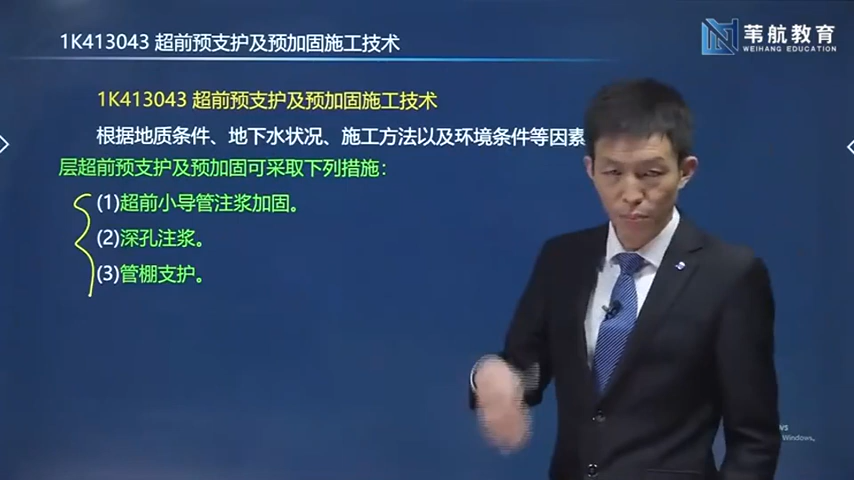 1K413043 超前预支护及预加固施工技术
苇航教育
WEIHANG EDUCATION
1K413043 超前预支护及预加固施工技术
根据地质条件、地下水状况、施工方法以及环境条件等因素
层超前预支护及预加固可采取下列措施：
(1)超前小导管注浆加固。
(2)深孔注浆。
(3)管棚支护。
Windows。